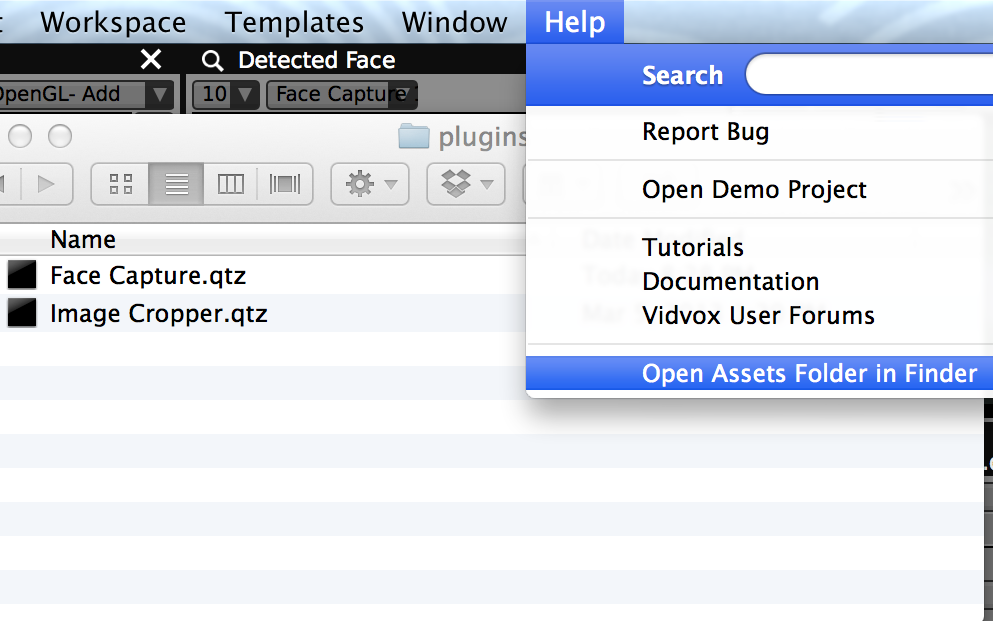 Workspace Templates Window Help
Detected Face
Search
OpenGL- Add
10
Face Capture
plugins
Report Bug
Open Demo Project
Name
Tutorials
Face Capture.qtz
Documentation
Image Cropper.qtz
Vidvox User Forums
Open Assets Folder in Finder